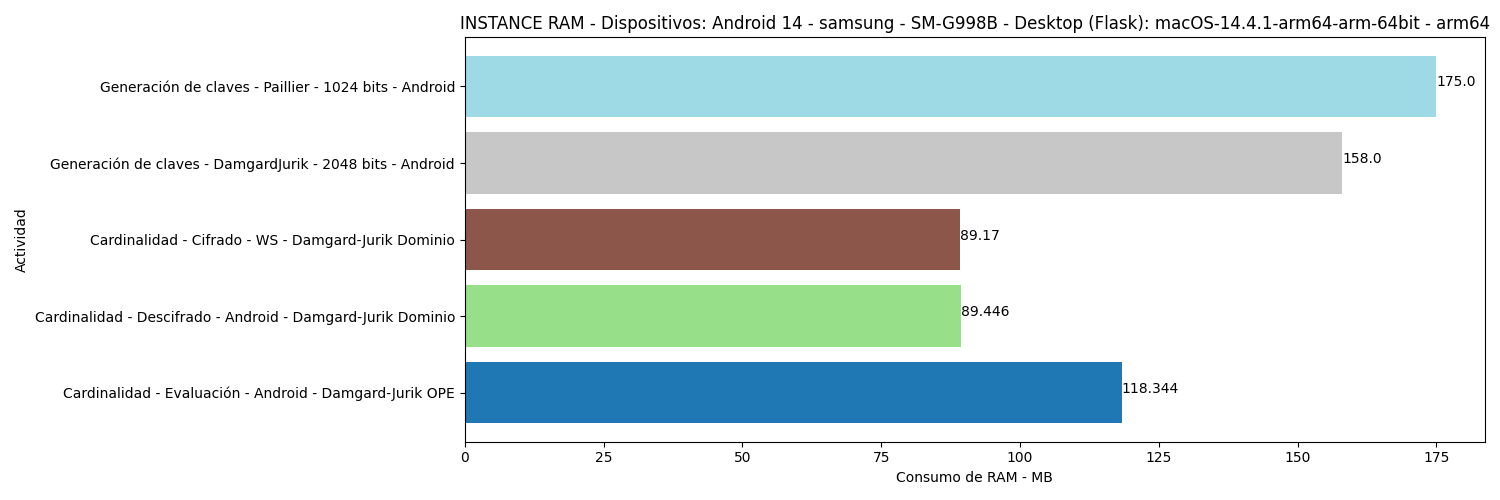 INSTANCE RAM - Dispositivos: Android 14 - samsung - SM-G998B - Desktop (Flask): macOS-14.4.1-arm64-arm-64bit - arm64
Actividad
Generación de claves - Paillier - 1024 bits - Android
175.0
Generación de claves - DamgardJurik - 2048 bits - Android
158.0
Cardinalidad - Cifrado - WS - Damgard-Jurik Dominio
89.17
Cardinalidad - Descifrado - Android - Damgard-Jurik Dominio
89.446
Cardinalidad - Evaluación - Android - Damgard-Jurik OPE
118.344
0 25 50 75 100 125 150 175
Consumo de RAM - MB